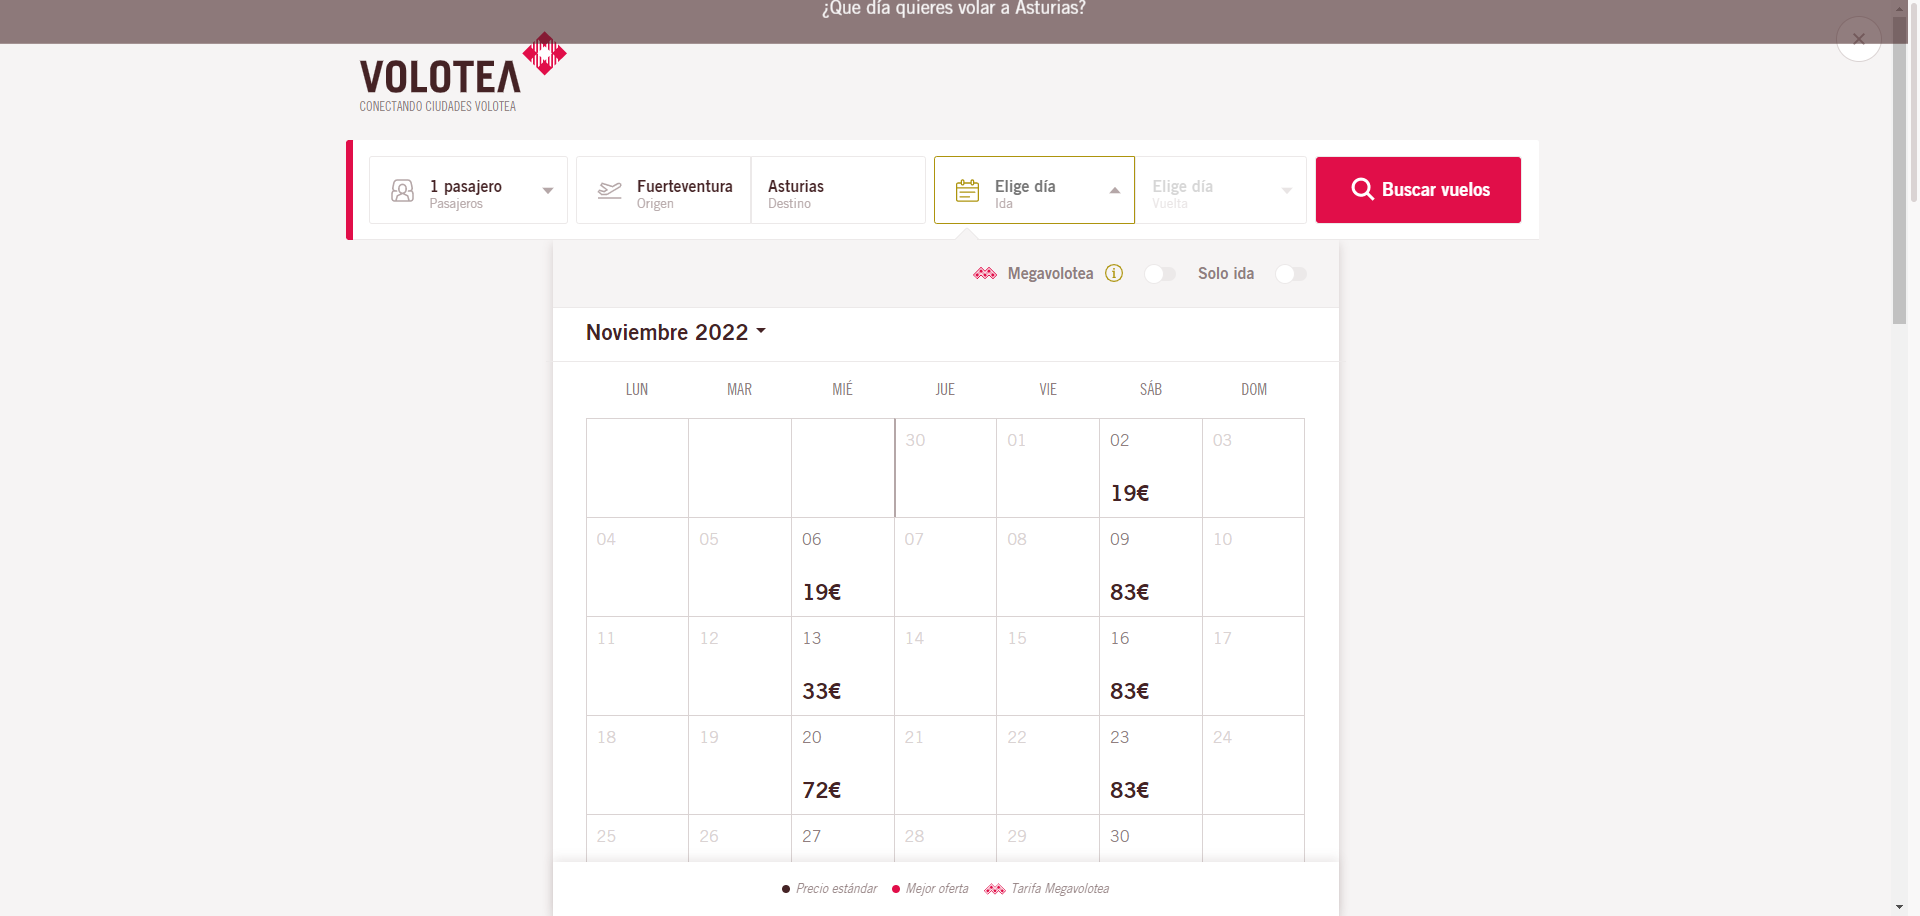 ¿Que día quieres volar a Asturias?
VOLOTEA
CONECTANDO CIUDADES VOLOTEA
1 pasajero
Pasajeros
Fuerteventura
Origen
Asturias
Destino
Elige día
Ida
Elige día
Vuelta
Buscar vuelos
Megavolotea
Solo ida
Noviembre 2022
LUN MAR MIÉ JUE VIE SÁB DOM
30 01 02 03
19€
04 05 06 07 08 09 10
19€ 83€
11 12 13 14 15 16 17
33€ 83€
18 19 20 21 22 23 24
72€ 83€
25 26 27 28 29 30
Precio estándar Mejor oferta Tarifa Megavolotea